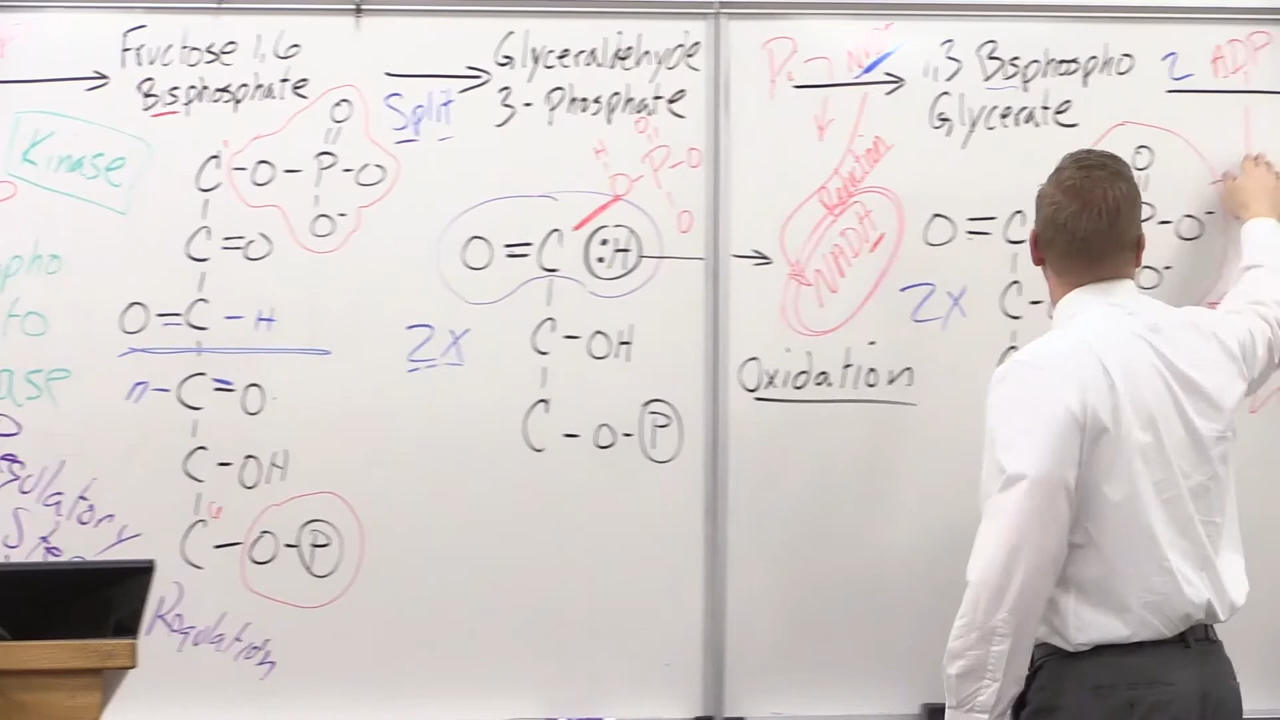 Fructose 1,6
Bisphosphate
Kinase
C-O-P-O
O
O-
C=O
O=C-H
C=O
C-OH
C-O-P
Regulation
Split
Glyceraldehyde
3-Phosphate
H
O-P-O
O
O
O=C :H
2X
C-OH
C-O-P
Pi
Reduction
NADH
Oxidation
1,3 Bisphospho
Glycerate
2 ADP
O
O=C
P-O-
O-
2X
C-